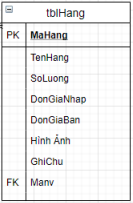 tblHang
PK MaHang
TenHang
SoLuong
DonGiaNhap
DonGiaBan
Hình Ảnh
GhiChu
FK Manv